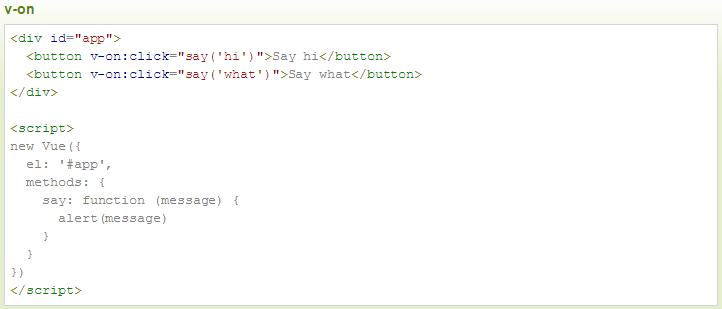 v-on
<div id="app">
  <button v-on:click="say('hi')">Say hi</button>
  <button v-on:click="say('what')">Say what</button>
</div>

<script>
new Vue({
  el: '#app',
  methods: {
    say: function (message) {
      alert(message)
    }
  }
})
</script>